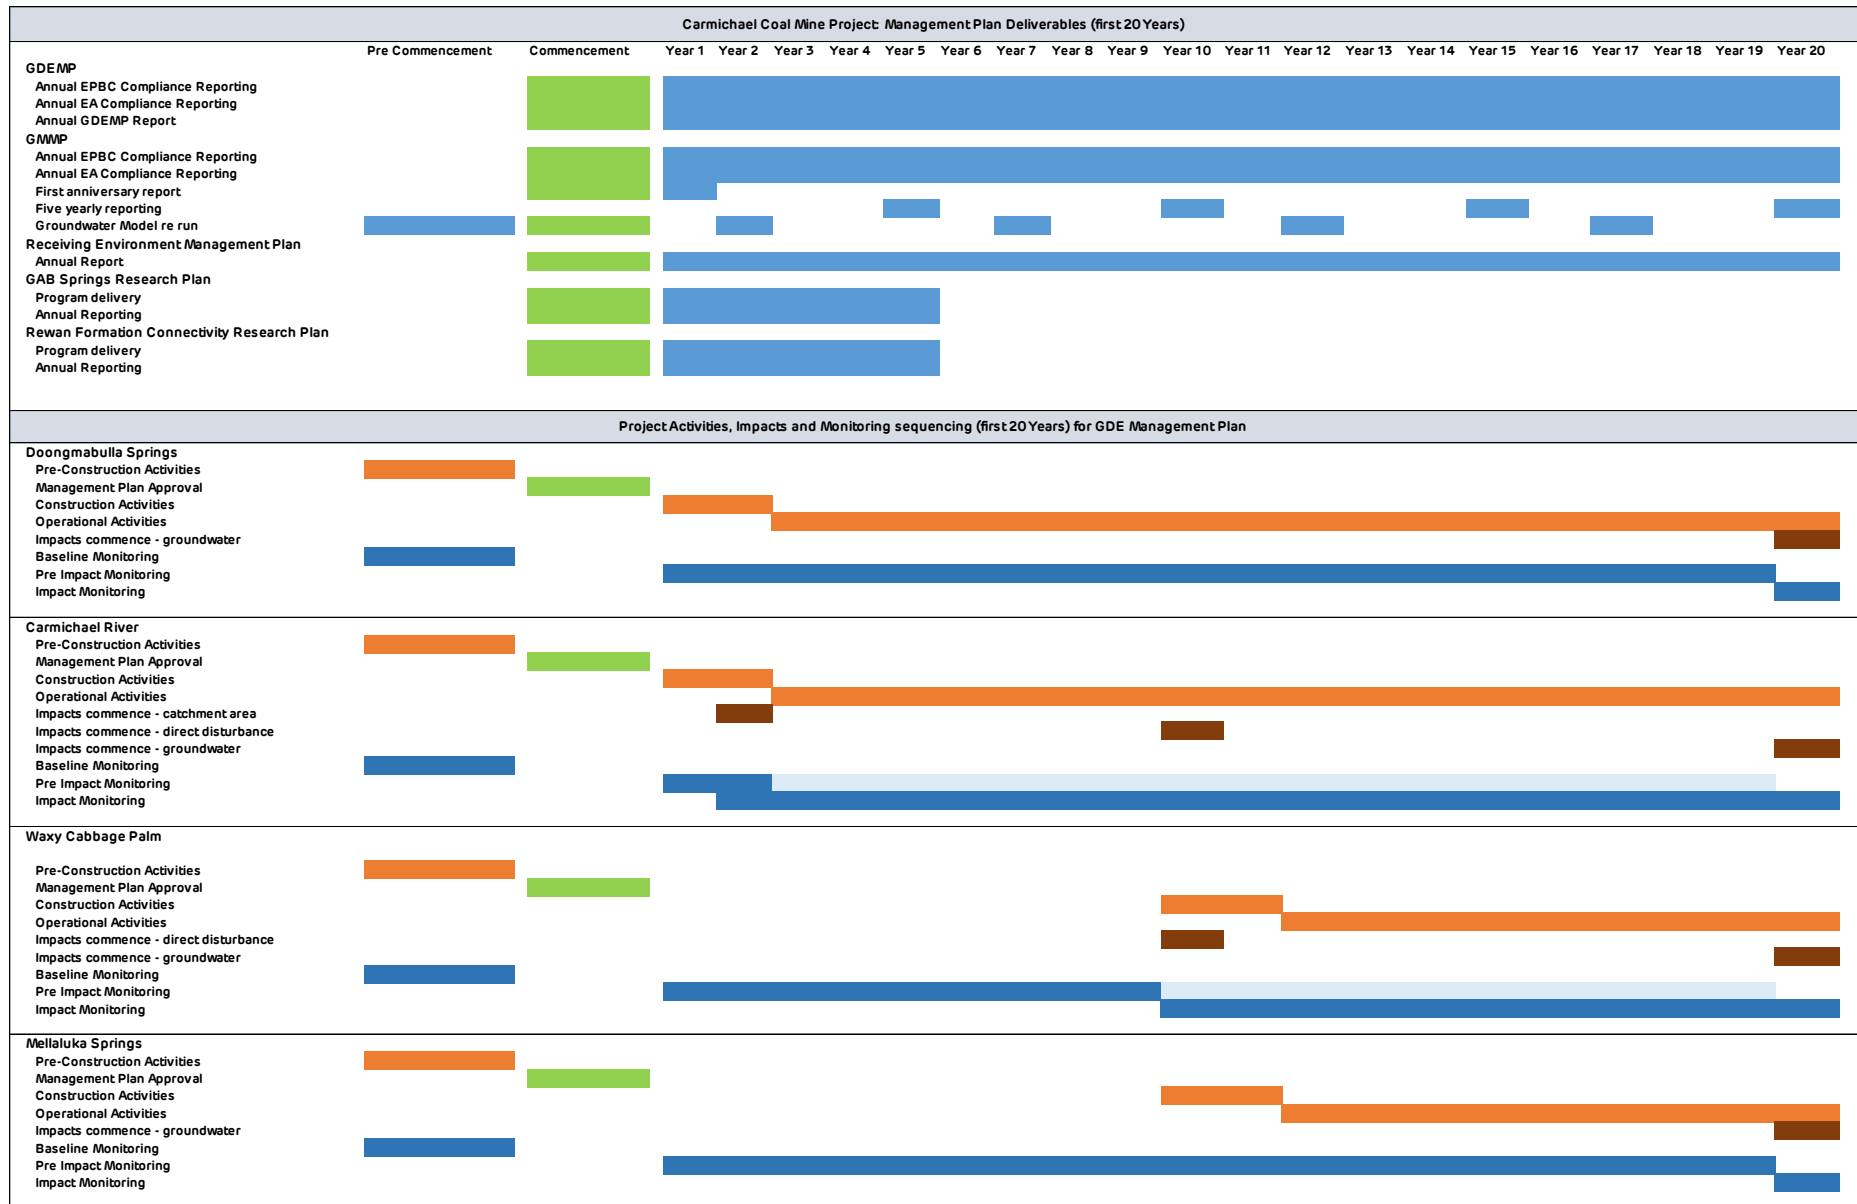 Carmichael Coal Mine Project: Management Plan Deliverables (first 20 Years)
Pre Commencement Commencement Year 1 Year 2 Year 3 Year 4 Year 5 Year 6 Year 7 Year 8 Year 9 Year 10 Year 11 Year 12 Year 13 Year 14 Year 15 Year 16 Year 17 Year 18 Year 19 Year 20
GDEMP
Annual EPBC Compliance Reporting
Annual EA Compliance Reporting
Annual GDEMP Report
GMMP
Annual EPBC Compliance Reporting
Annual EA Compliance Reporting
First anniversary report
Five yearly reporting
Groundwater Model re run
Receiving Environment Management Plan
Annual Report
GAB Springs Research Plan
Program delivery
Annual Reporting
Rewan Formation Connectivity Research Plan
Program delivery
Annual Reporting
Project Activities, Impacts and Monitoring sequencing (first 20 Years) for GDE Management Plan
Doongmabulla Springs
Pre-Construction Activities
Management Plan Approval
Construction Activities
Operational Activities
Impacts commence - groundwater
Baseline Monitoring
Pre Impact Monitoring
Impact Monitoring
Carmichael River
Pre-Construction Activities
Management Plan Approval
Construction Activities
Operational Activities
Impacts commence - catchment area
Impacts commence - direct disturbance
Impacts commence - groundwater
Baseline Monitoring
Pre Impact Monitoring
Impact Monitoring
Waxy Cabbage Palm
Pre-Construction Activities
Management Plan Approval
Construction Activities
Operational Activities
Impacts commence - direct disturbance
Impacts commence - groundwater
Baseline Monitoring
Pre Impact Monitoring
Impact Monitoring
Mellaluka Springs
Pre-Construction Activities
Management Plan Approval
Construction Activities
Operational Activities
Impacts commence - groundwater
Baseline Monitoring
Pre Impact Monitoring
Impact Monitoring